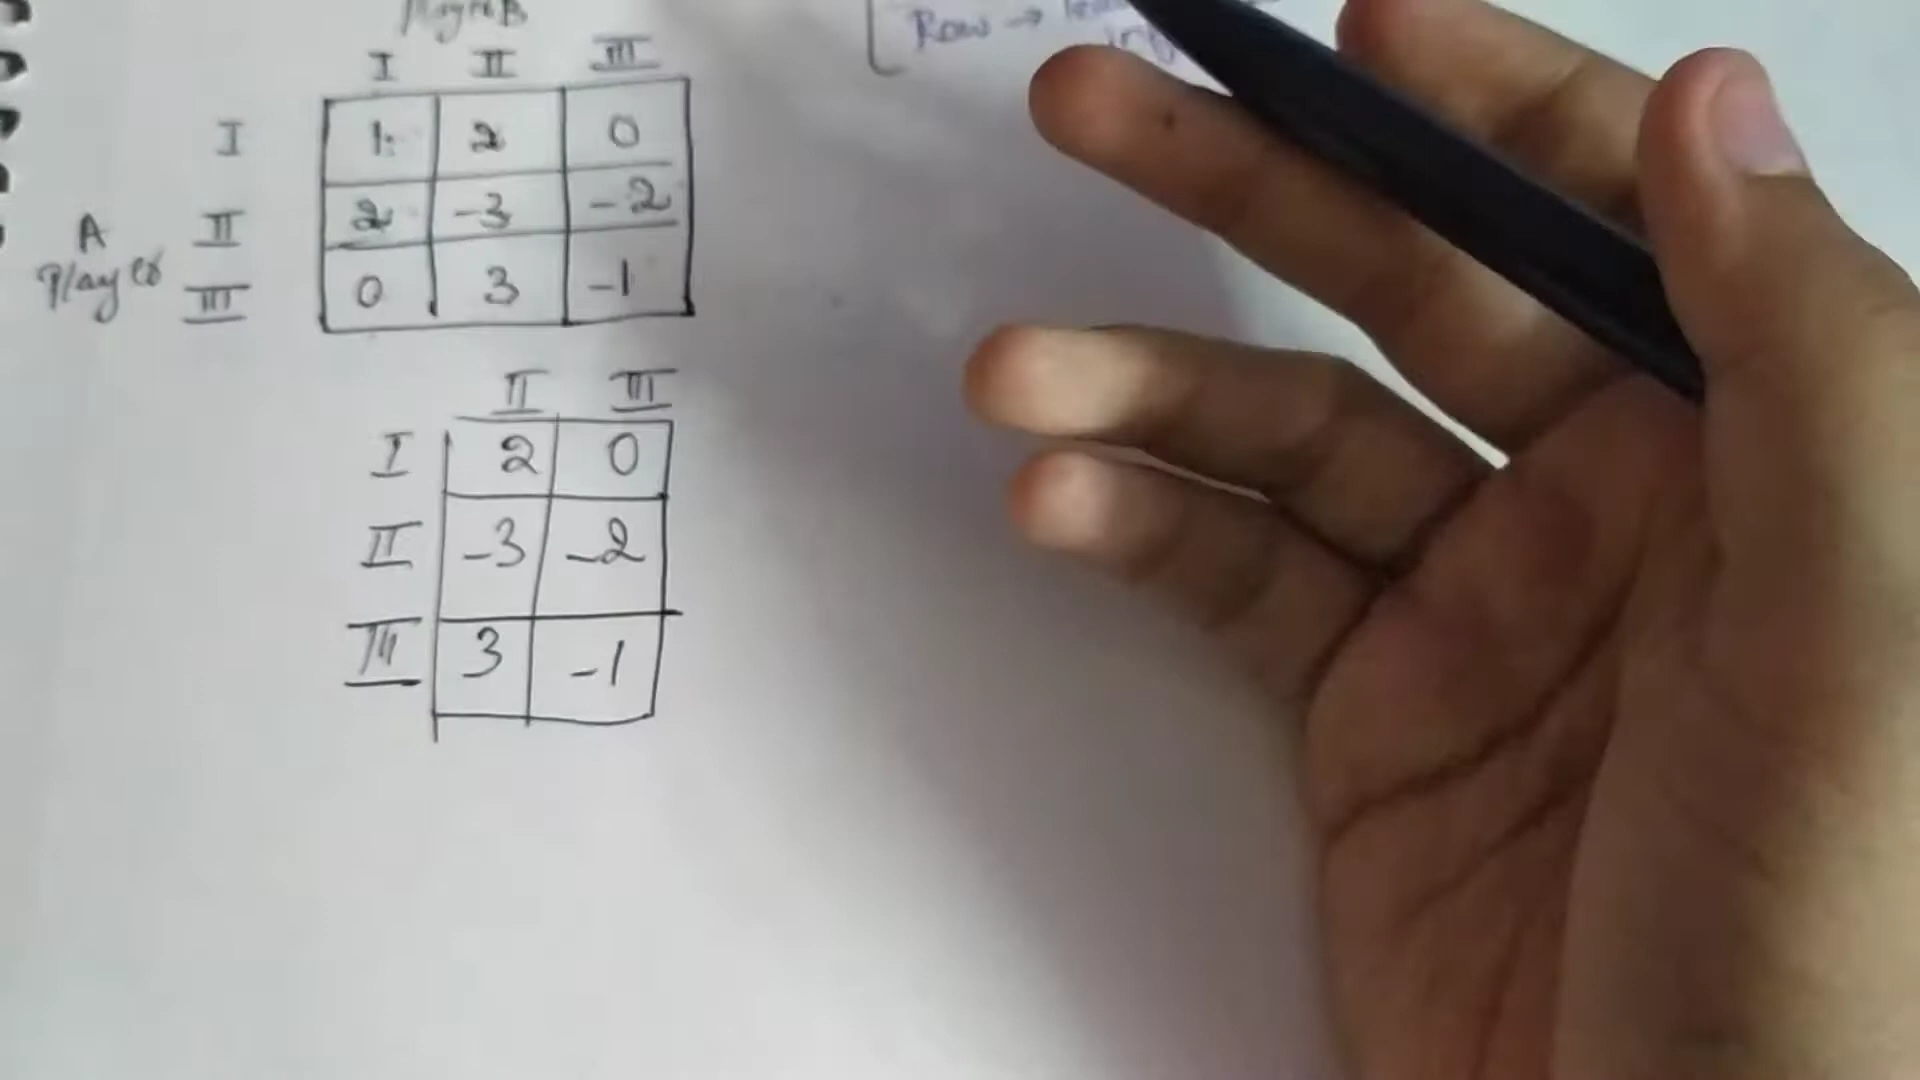 Row →
I II III
I 1 2 0
II 2 -3 -2
A
Player
III 0 3 -1
II III
I 2 0
II -3 -2
III 3 -1